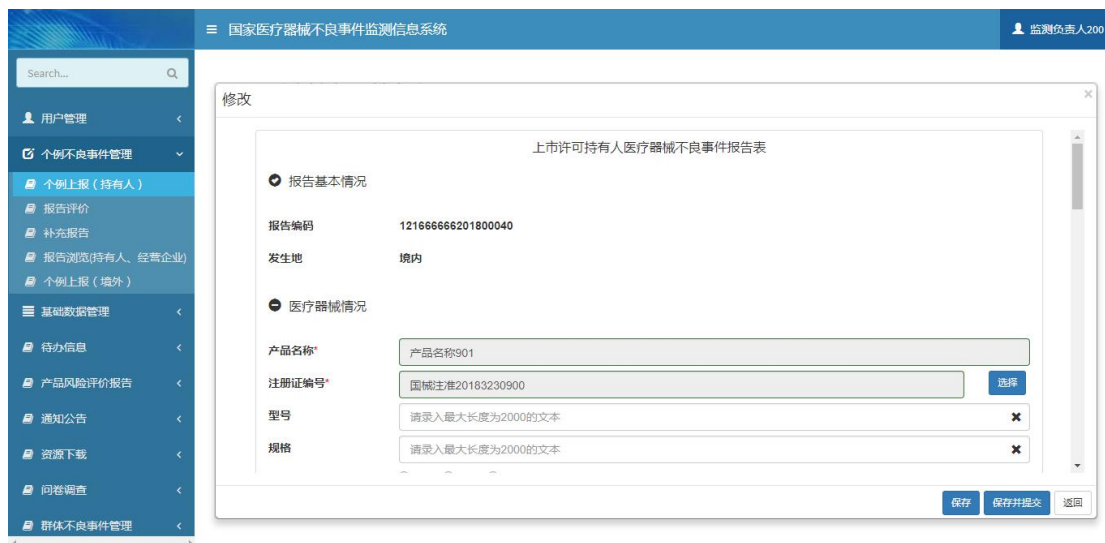 国家医疗器械不良事件监测信息系统
监测负责人200
Search...
用户管理
个例不良事件管理
个例上报（持有人）
报告评价
补充报告
报告浏览(持有人、经营企业)
个例上报（境外）
基础数据管理
待办信息
产品风险评价报告
通知公告
资源下载
问卷调查
群体不良事件管理
修改
上市许可持有人医疗器械不良事件报告表
报告基本情况
报告编码 121666666201800040
发生地 境内
医疗器械情况
产品名称* 产品名称901
注册证编号* 国械注准20183230900 选择
型号 请录入最大长度为2000的文本
规格 请录入最大长度为2000的文本
保存 保存并提交 返回